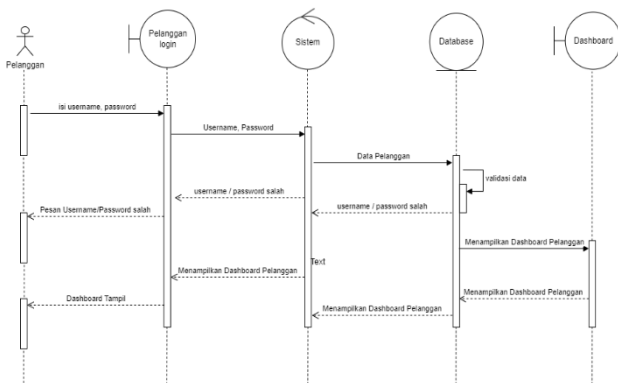 Pelanggan
login
Sistem
Database
Dashboard
Pelanggan
isi username, password
Username, Password
Data Pelanggan
validasi data
username / password salah
username / password salah
Pesan Username/Password salah
Menampilkan Dashboard Pelanggan
Text
Menampilkan Dashboard Pelanggan
Menampilkan Dashboard Pelanggan
Dashboard Tampil
Menampilkan Dashboard Pelanggan